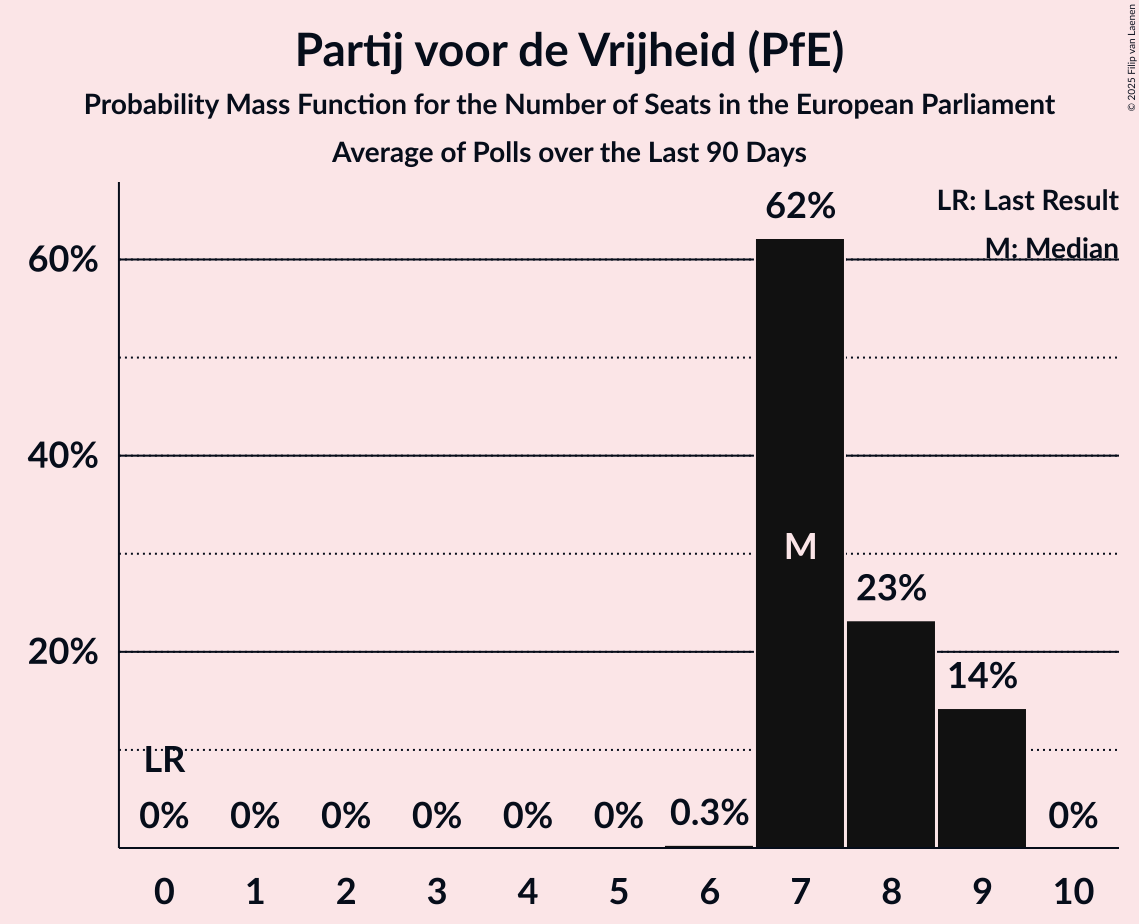 Partij voor de Vrijheid (PfE)
Probability Mass Function for the Number of Seats in the European Parliament
Average of Polls over the Last 90 Days
© 2025 Filip van Laenen
LR: Last Result
M: Median
62%
60%
40%
M
23%
20%
14%
LR
0% 0% 0% 0% 0% 0% 0.3% 0%
0 1 2 3 4 5 6 7 8 9 10